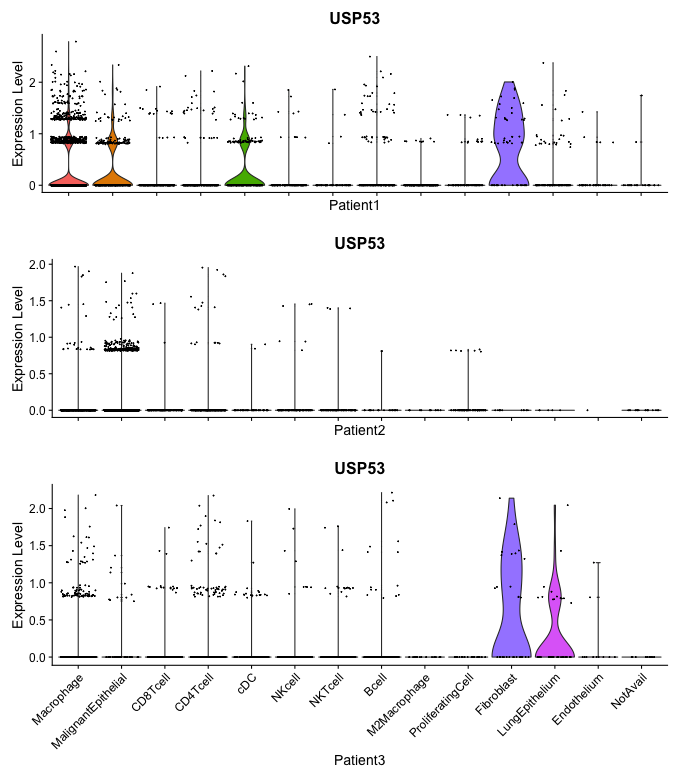 USP53
Expression Level
2
1
0
Patient1
USP53
Expression Level
2.0
1.5
1.0
0.5
0.0
Patient2
USP53
Expression Level
2.0
1.5
1.0
0.5
0.0
Macrophage
MalignantEpithelial
CD8Tcell
CD4Tcell
cDC
NKcell
NKTcell
Bcell
M2Macrophage
ProliferatingCell
Fibroblast
LungEpithelium
Endothelium
NotAvail
Patient3